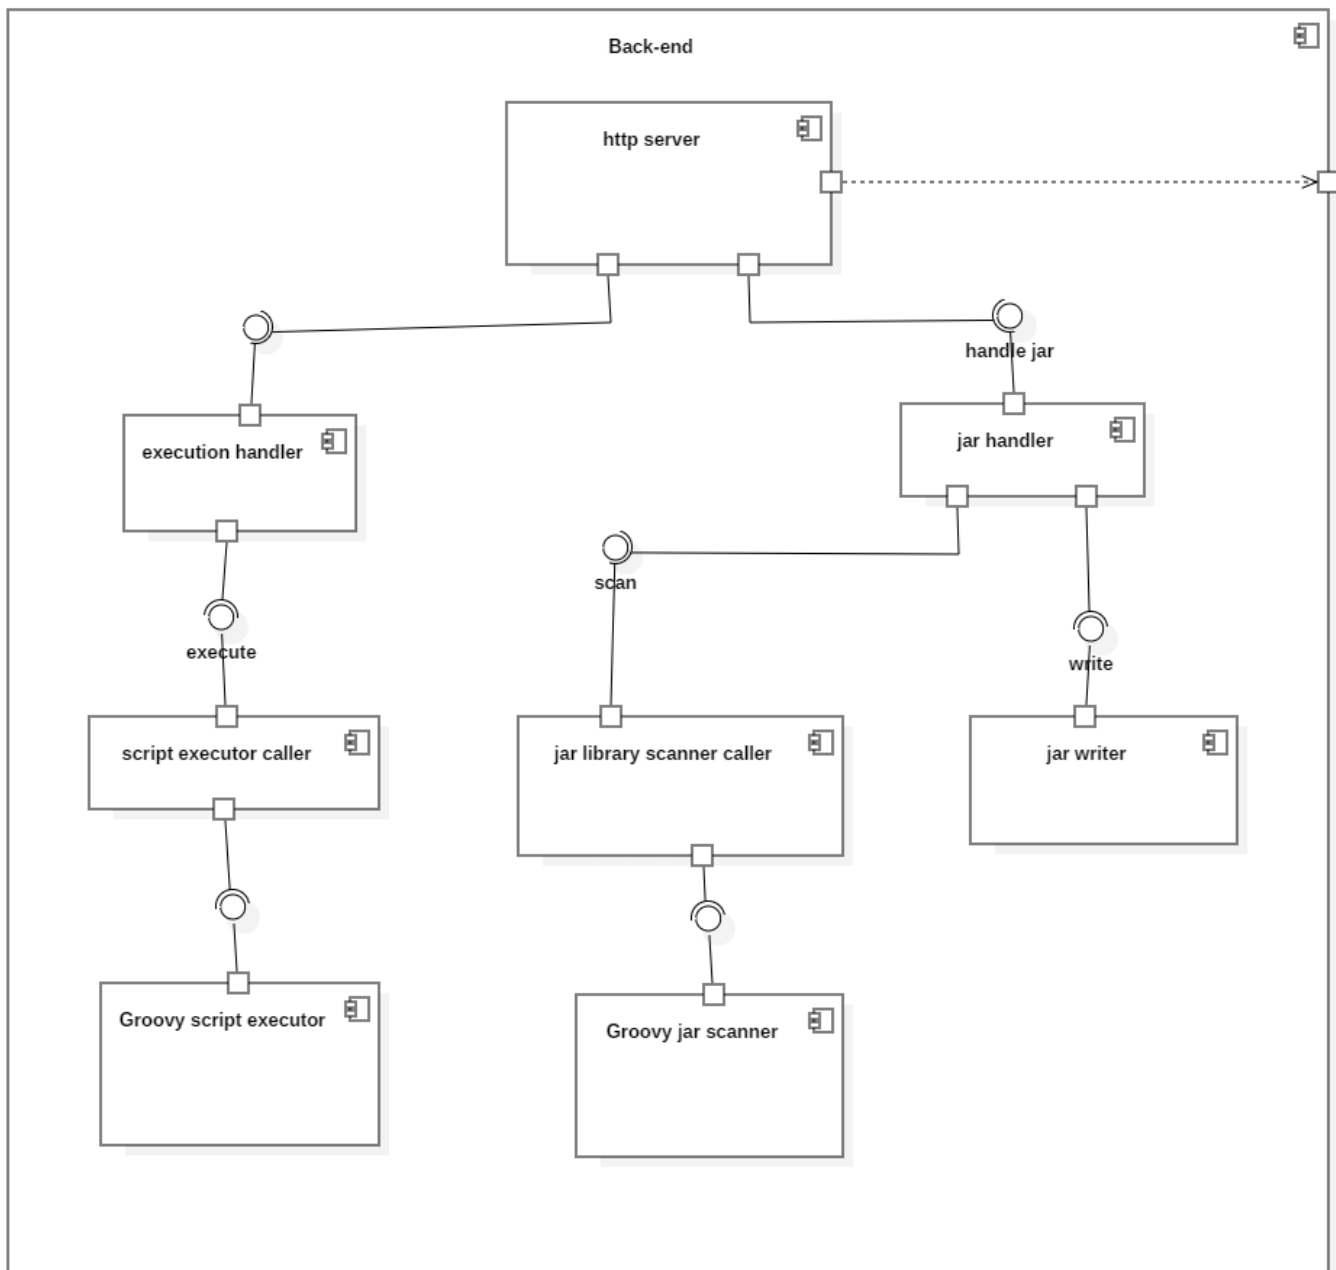 Back-end
http server
handle jar
execution handler
jar handler
scan
execute
write
script executor caller
jar library scanner caller
jar writer
Groovy script executor
Groovy jar scanner